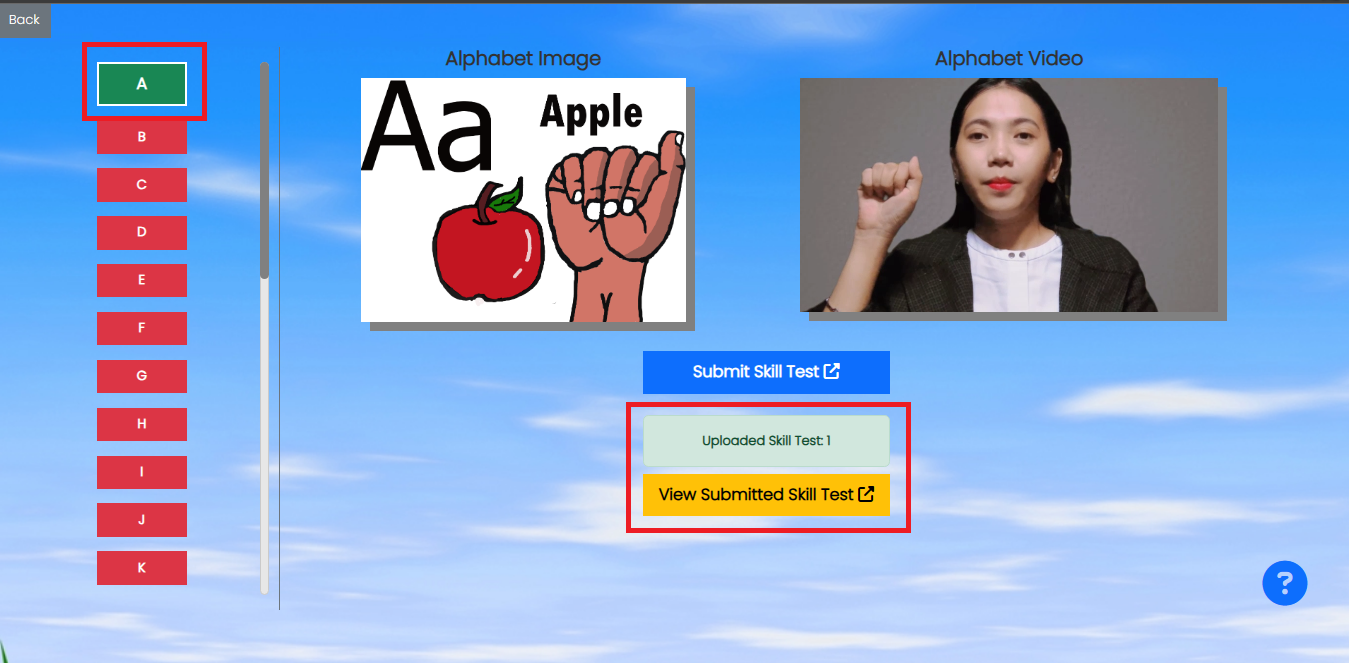 Back
A
B
C
D
E
F
G
H
I
J
K
Alphabet Image
Aa
Apple
Alphabet Video
Submit Skill Test
Uploaded Skill Test: 1
View Submitted Skill Test
?